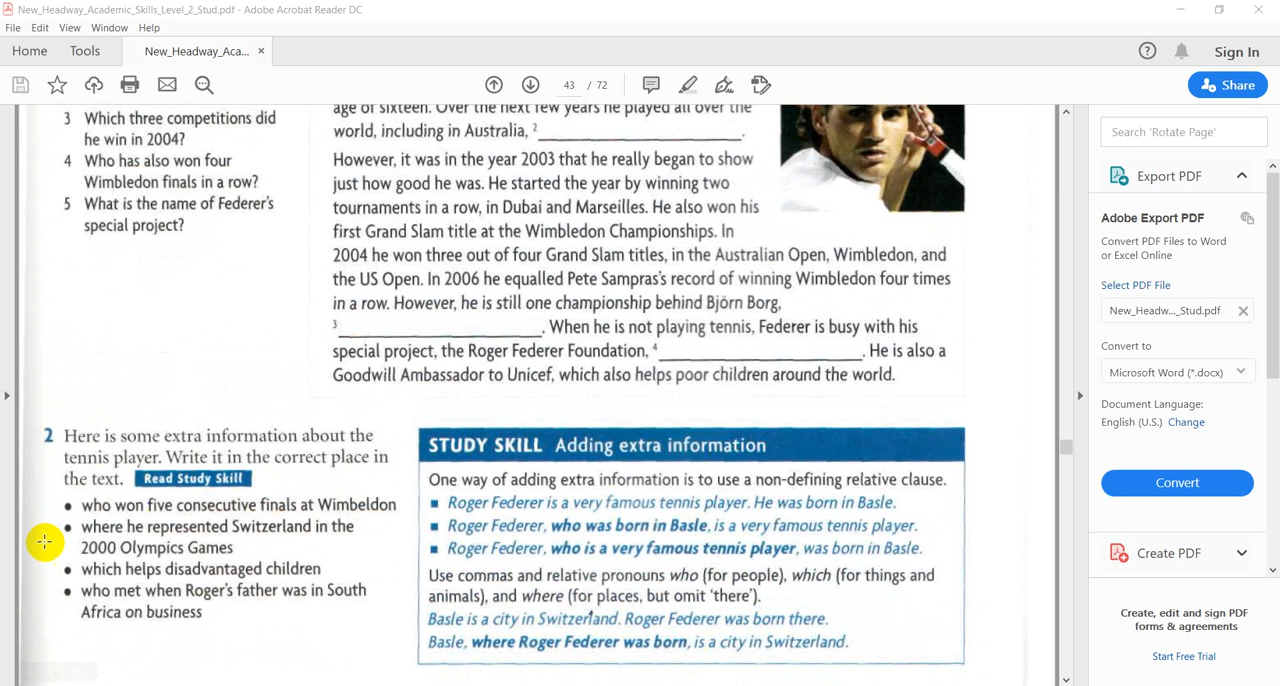 New_Headway_Academic_Skills_Level_2_Stud.pdf - Adobe Acrobat Reader DC
File Edit View Window Help
Home Tools New_Headway_Aca... ×
43 / 72
Sign In
Share
3 Which three competitions did
he win in 2004?
4 Who has also won four
Wimbledon finals in a row?
5 What is the name of Federer's
special project?
age of sixteen. Over the next few years he played all over the
world, including in Australia, 2 ____________________.
However, it was in the year 2003 that he really began to show
just how good he was. He started the year by winning two
tournaments in a row, in Dubai and Marseilles. He also won his
first Grand Slam title at the Wimbledon Championships. In
2004 he won three out of four Grand Slam titles, in the Australian Open, Wimbledon, and
the US Open. In 2006 he equalled Pete Sampras's record of winning Wimbledon four times
in a row. However, he is still one championship behind Björn Borg,
3 ____________________. When he is not playing tennis, Federer is busy with his
special project, the Roger Federer Foundation, 4 ____________________. He is also a
Goodwill Ambassador to Unicef, which also helps poor children around the world.
2 Here is some extra information about the
tennis player. Write it in the correct place in
the text. Read Study Skill
• who won five consecutive finals at Wimbeldon
• where he represented Switzerland in the
2000 Olympics Games
• which helps disadvantaged children
• who met when Roger's father was in South
Africa on business
STUDY SKILL Adding extra information
One way of adding extra information is to use a non-defining relative clause.
■ Roger Federer is a very famous tennis player. He was born in Basle.
■ Roger Federer, who was born in Basle, is a very famous tennis player.
■ Roger Federer, who is a very famous tennis player, was born in Basle.
Use commas and relative pronouns who (for people), which (for things and
animals), and where (for places, but omit 'there').
Basle is a city in Switzerland. Roger Federer was born there.
Basle, where Roger Federer was born, is a city in Switzerland.
Search 'Rotate Page'
Export PDF
Adobe Export PDF
Convert PDF Files to Word
or Excel Online
Select PDF File
New_Headw..._Stud.pdf
Convert to
Microsoft Word (*.docx)
Document Language:
English (U.S.) Change
Convert
Create PDF
Create, edit and sign PDF
forms & agreements
Start Free Trial